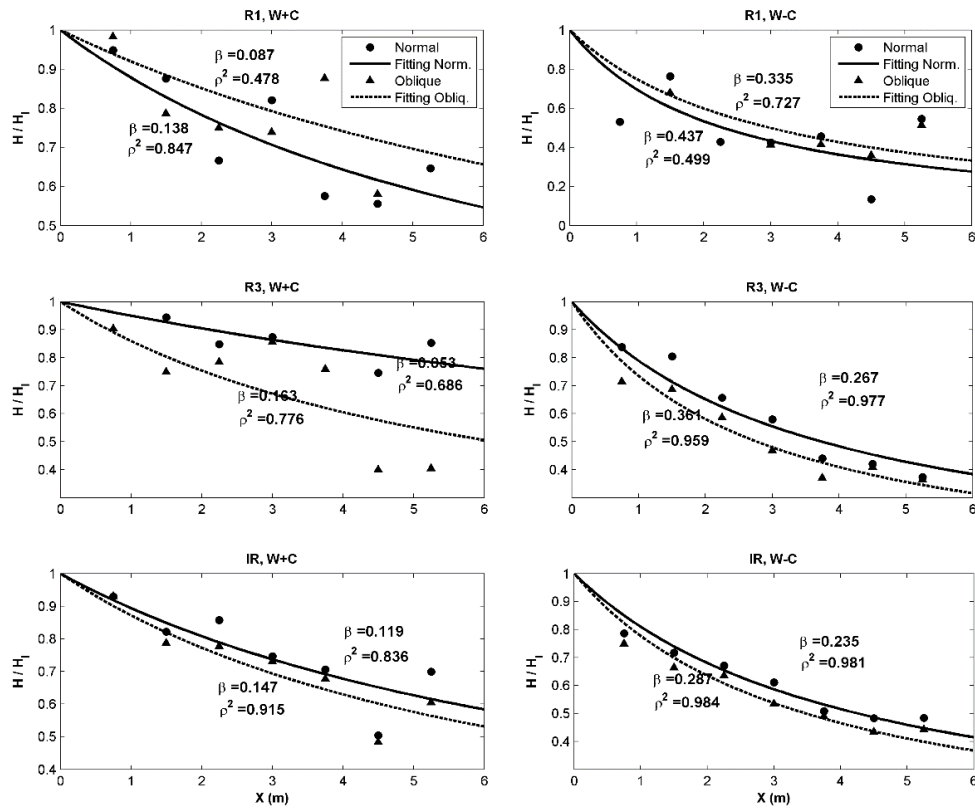 R1, W+C
1
0.9
0.8
0.7
0.6
0.5
0 1 2 3 4 5 6
H / H_I
β =0.087
ρ² =0.478
β =0.138
ρ² =0.847
Normal
Fitting Norm.
Oblique
Fitting Obliq.
R1, W-C
1
0.8
0.6
0.4
0.2
0
0 1 2 3 4 5 6
H / H_I
β =0.335
ρ² =0.727
β =0.437
ρ² =0.499
Normal
Fitting Norm.
Oblique
Fitting Obliq.
R3, W+C
1
0.9
0.8
0.7
0.6
0.5
0.4
0 1 2 3 4 5 6
H / H_I
β =0.053
ρ² =0.686
β =0.163
ρ² =0.776
R3, W-C
1
0.9
0.8
0.7
0.6
0.5
0.4
0 1 2 3 4 5 6
H / H_I
β =0.267
ρ² =0.977
β =0.361
ρ² =0.959
IR, W+C
1
0.9
0.8
0.7
0.6
0.5
0.4
0 1 2 3 4 5 6
H / H_I
X (m)
β =0.119
ρ² =0.836
β =0.147
ρ² =0.915
IR, W-C
1
0.9
0.8
0.7
0.6
0.5
0.4
0 1 2 3 4 5 6
H / H_I
X (m)
β =0.235
ρ² =0.981
β =0.287
ρ² =0.984